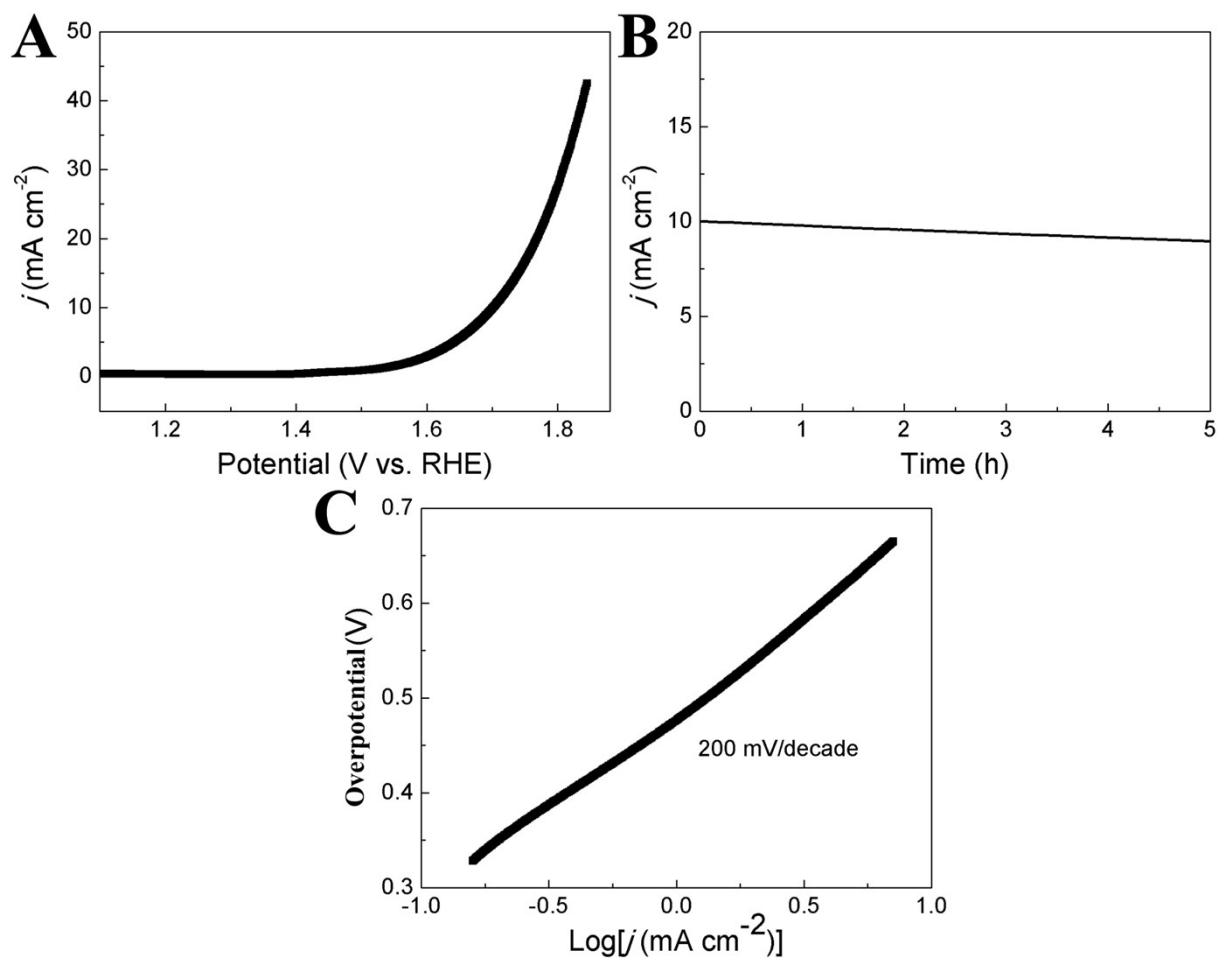 A
50
40
30
20
10
0
j (mA cm-2)
1.2 1.4 1.6 1.8
Potential (V vs. RHE)
B
20
15
10
5
0
j (mA cm-2)
0 1 2 3 4 5
Time (h)
C
0.7
0.6
0.5
0.4
0.3
Overpotential (V)
200 mV/decade
-1.0 -0.5 0.0 0.5 1.0
Log[j (mA cm-2)]